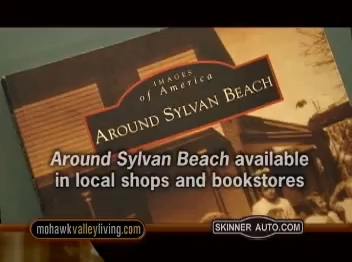 IMAGES
of America
AROUND SYLVAN BEACH
Around Sylvan Beach available
in local shops and bookstores
mohawkvalleyliving.com
SKINNER AUTO.COM